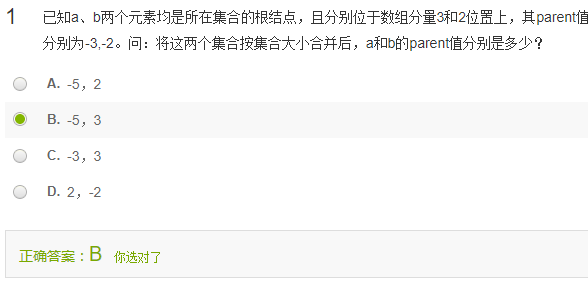 1 已知a、b两个元素均是所在集合的根结点，且分别位于数组分量3和2位置上，其parent值
分别为-3,-2。问：将这两个集合按集合大小合并后，a和b的parent值分别是多少？
A. -5，2
B. -5，3
C. -3，3
D. 2，-2
正确答案：B 你选对了